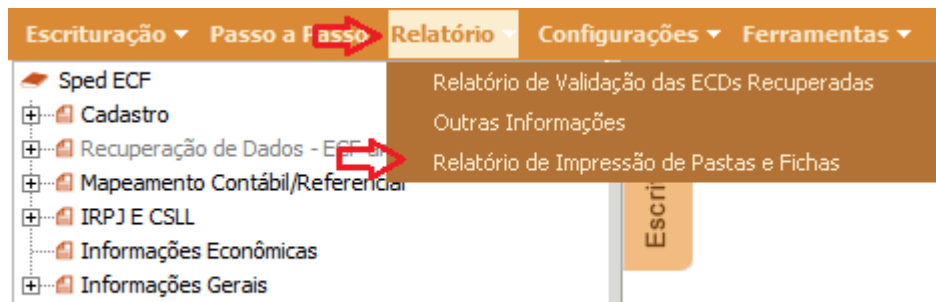 Escrituração Passo a Passo Relatório Configurações Ferramentas
Sped ECF
Relatório de Validação das ECDs Recuperadas
Cadastro
Outras Informações
Recuperação de Dados - ECF
Relatório de Impressão de Pastas e Fichas
Mapeamento Contábil/Referencial
IRPJ E CSLL
Informações Econômicas
Informações Gerais
Escri